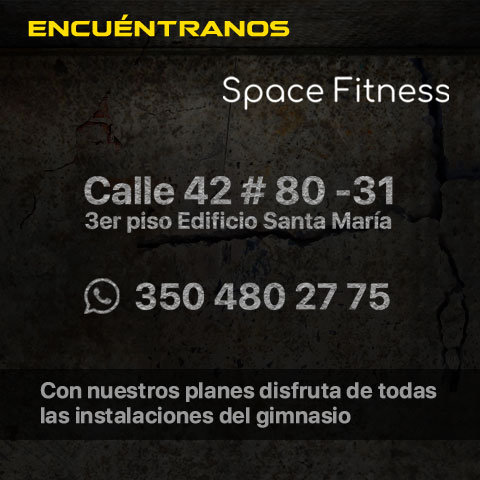 ENCUÉNTRANOS
Space Fitness
Calle 42 # 80 -31
3er piso Edificio Santa María
350 480 27 75
Con nuestros planes disfruta de todas
las instalaciones del gimnasio